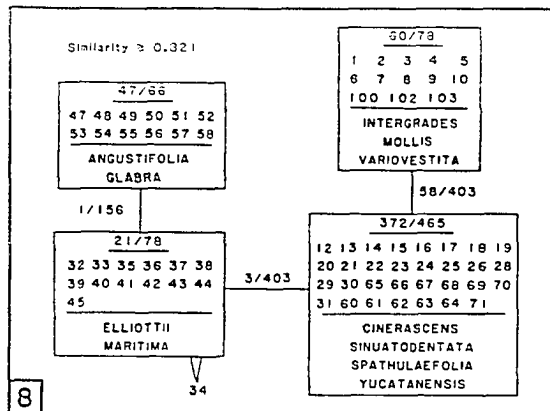 Similarity ≥ 0.321
60/78
1 2 3 4 5
6 7 8 9 10
100 102 103
INTERGRADES
MOLLIS
VARIOVESTITA
47/66
47 48 49 50 51 52
53 54 55 56 57 58
ANGUSTIFOLIA
GLABRA
58/403
1/156
372/465
12 13 14 15 16 17 18 19
20 21 22 23 24 25 26 28
29 30 65 66 67 68 69 70
31 60 61 62 63 64 71
CINERASCENS
SINUATODENTATA
SPATHULAEFOLIA
YUCATANENSIS
21/78
32 33 35 36 37 38
39 40 41 42 43 44
45
ELLIOTTII
MARITIMA
3/403
34
8